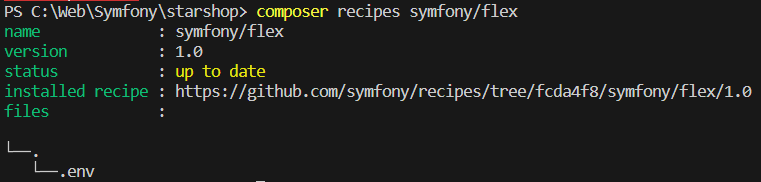 PS C:\Web\Symfony\starshop> composer recipes symfony/flex
name             : symfony/flex
version          : 1.0
status           : up to date
installed recipe : https://github.com/symfony/recipes/tree/fcda4f8/symfony/flex/1.0
files            :
└──.
   └──.env